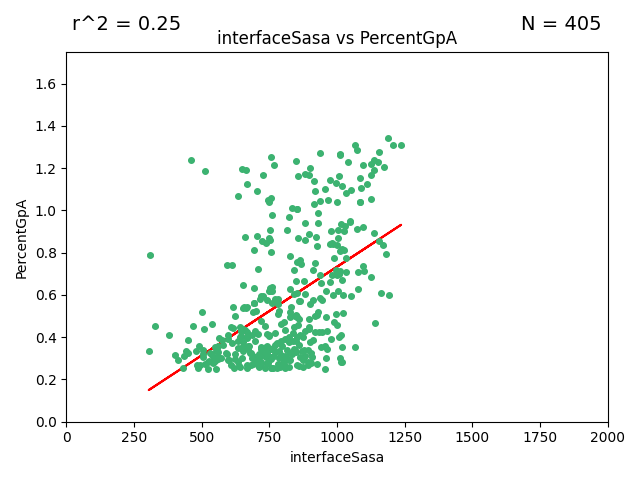 r^2 = 0.25
N = 405
interfaceSasa vs PercentGpA
PercentGpA
1.6
1.4
1.2
1.0
0.8
0.6
0.4
0.2
0.0
0 250 500 750 1000 1250 1500 1750 2000
interfaceSasa